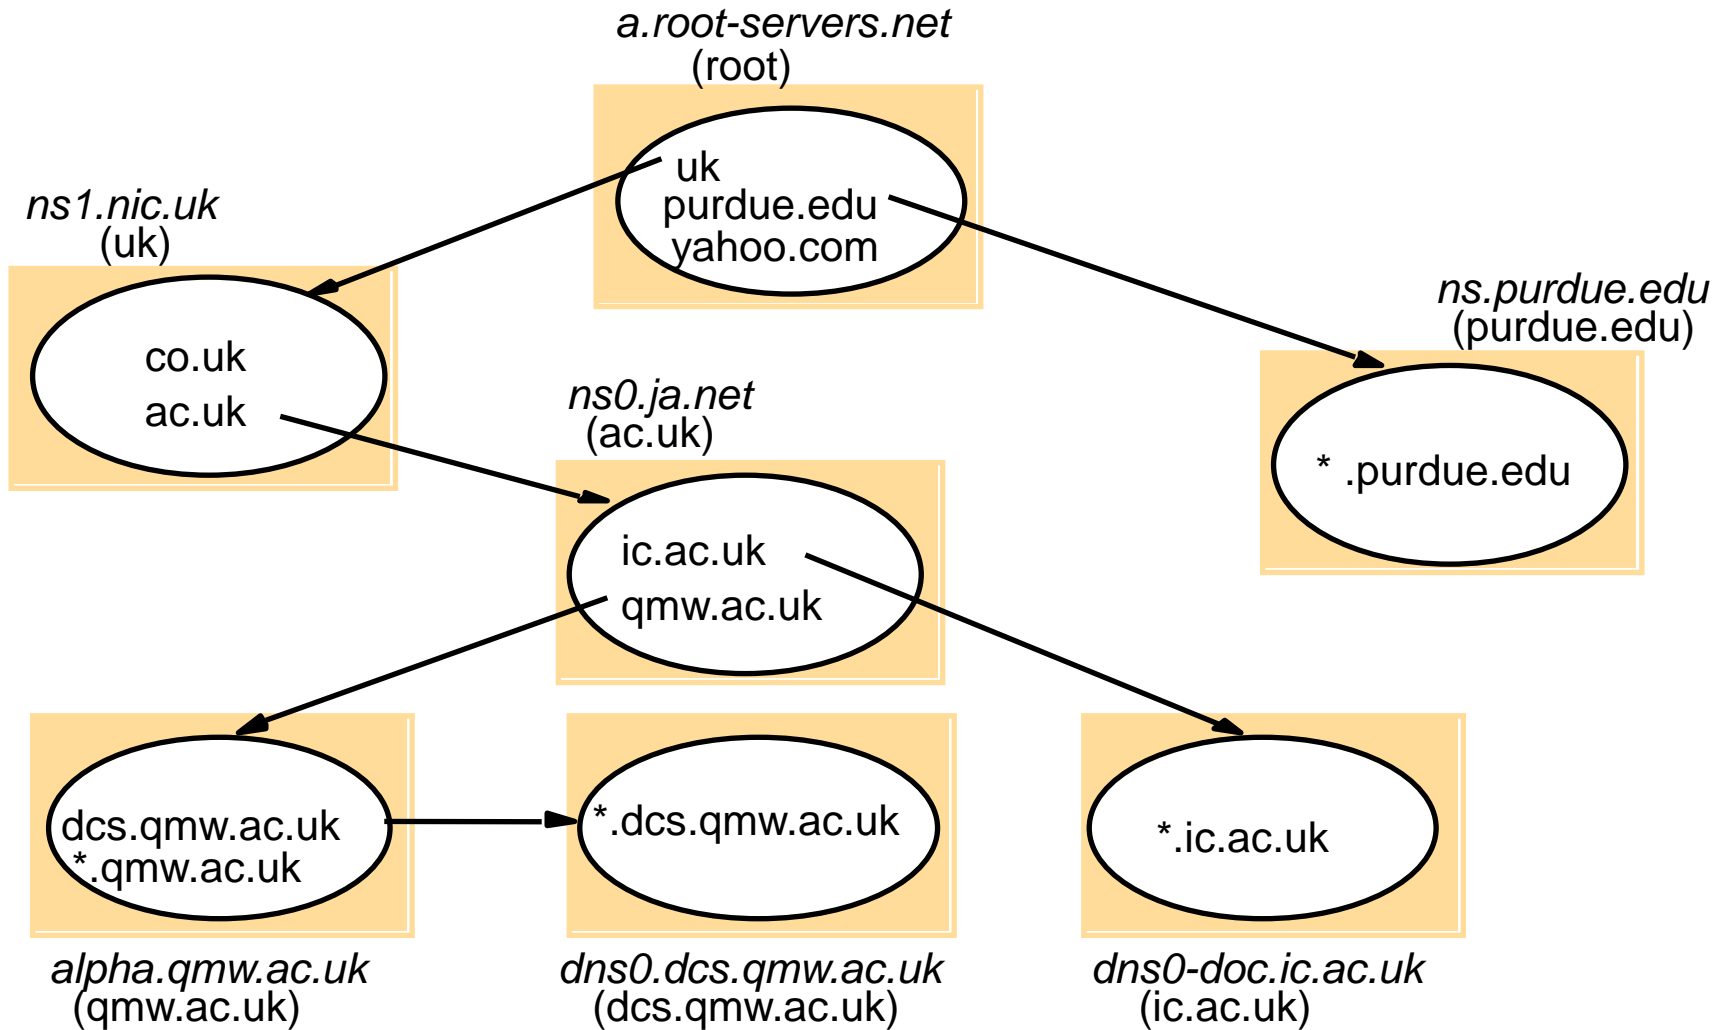 a.root-servers.net
(root)
uk
purdue.edu
yahoo.com
ns1.nic.uk
(uk)
co.uk
ac.uk
ns.purdue.edu
(purdue.edu)
* .purdue.edu
ns0.ja.net
(ac.uk)
ic.ac.uk
qmw.ac.uk
dcs.qmw.ac.uk
*.qmw.ac.uk
alpha.qmw.ac.uk
(qmw.ac.uk)
*.dcs.qmw.ac.uk
dns0.dcs.qmw.ac.uk
(dcs.qmw.ac.uk)
*.ic.ac.uk
dns0-doc.ic.ac.uk
(ic.ac.uk)